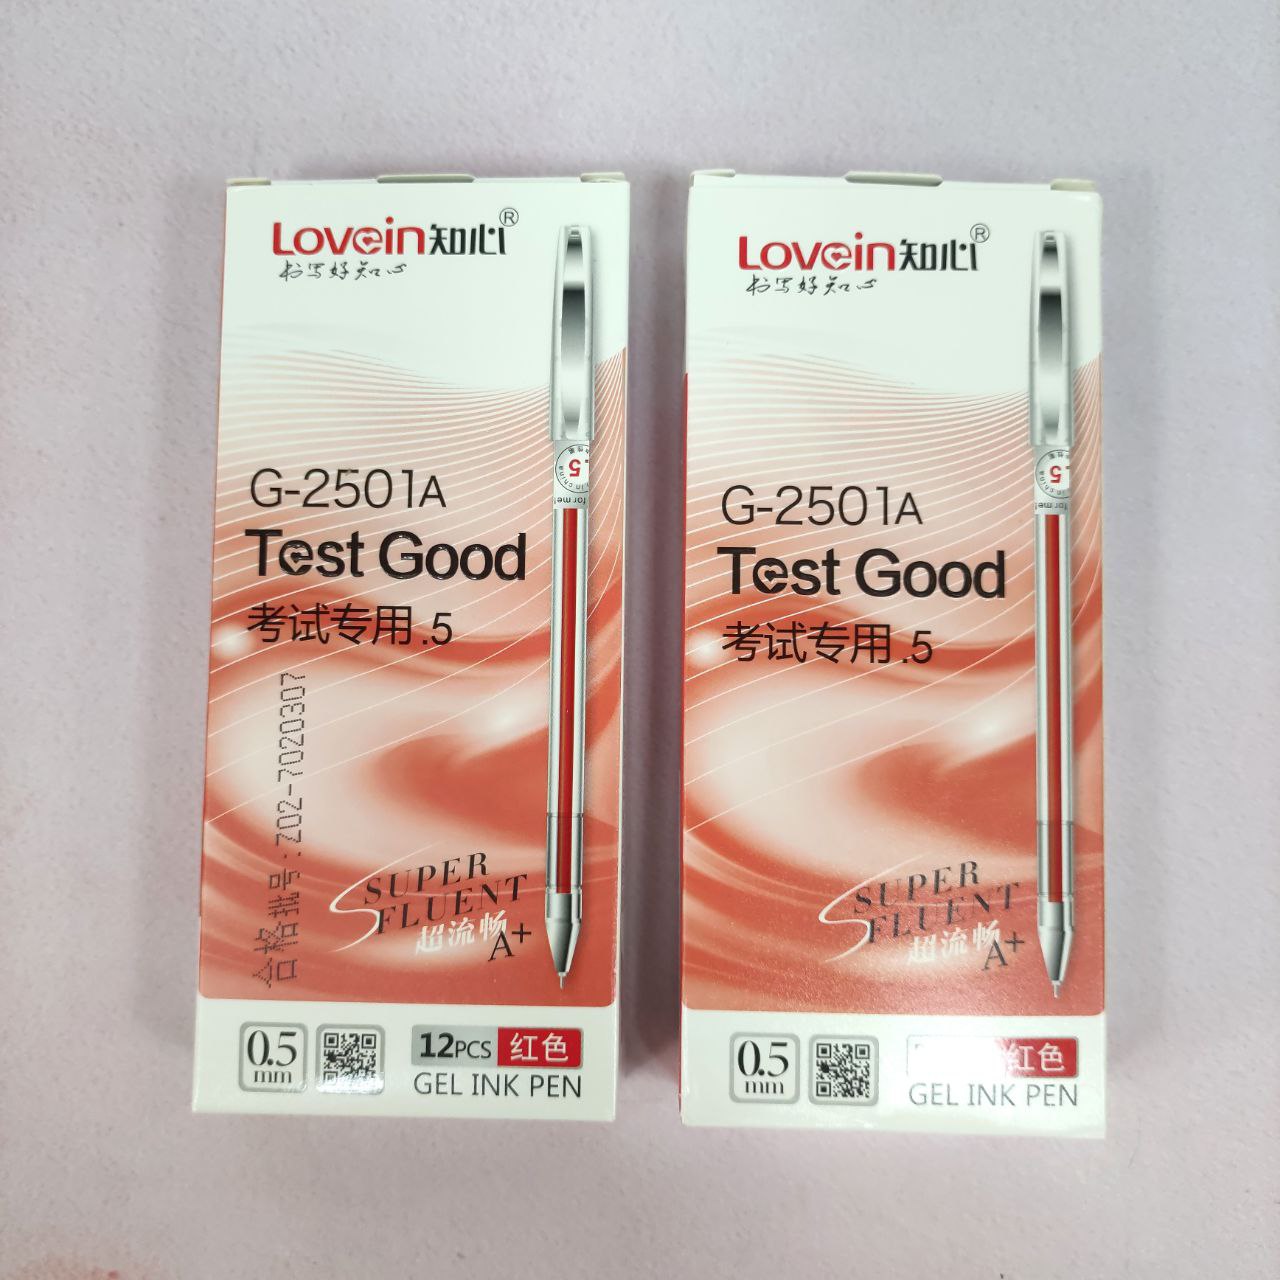 Lovein知心®
书写好知心
G-2501A
Test Good
考试专用.5
合格批号:Z02-7020307
SUPER
FLUENT
超流畅
A+
0.5
mm
12PCS 红色
GEL INK PEN
Lovein知心®
书写好知心
G-2501A
Test Good
考试专用.5
SUPER
FLUENT
超流畅
A+
0.5
mm
红色
GEL INK PEN